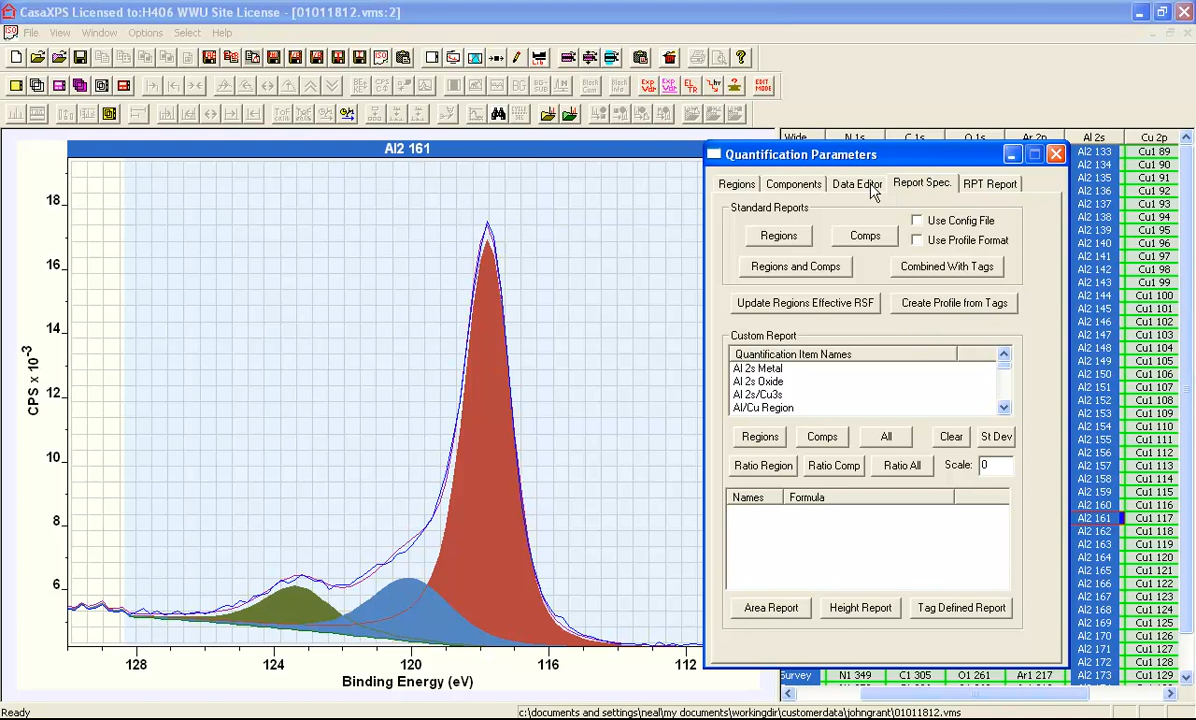 CasaXPS Licensed to:H406 WWU Site License - [01011812.vms:2]
File View Window Options Select Help
Al2 161
CPS x 10⁻³
18
16
14
12
10
8
6
128 124 120 116 112
Binding Energy (eV)
Quantification Parameters
Regions Components Data Editor Report Spec. RPT Report
Standard Reports
Use Config File
Regions Comps
Use Profile Format
Regions and Comps Combined With Tags
Update Regions Effective RSF Create Profile from Tags
Custom Report
Quantification Item Names
Al 2s Metal
Al 2s Oxide
Al 2s/Cu3s
Al/Cu Region
Regions Comps All Clear St Dev
Ratio Region Ratio Comp Ratio All Scale: 0
Names Formula
Area Report Height Report Tag Defined Report
Wide N 1s C 1s O 1s Ar 2p Al 2s Cu 2p
Al2 133 Cu1 89
Al2 134 Cu1 90
Al2 135 Cu1 91
Al2 136 Cu1 92
Al2 137 Cu1 93
Al2 138 Cu1 94
Al2 139 Cu1 95
Al2 140 Cu1 96
Al2 141 Cu1 97
Al2 142 Cu1 98
Al2 143 Cu1 99
Al2 144 Cu1 100
Al2 145 Cu1 101
Al2 146 Cu1 102
Al2 147 Cu1 103
Al2 148 Cu1 104
Al2 149 Cu1 105
Al2 150 Cu1 106
Al2 151 Cu1 107
Al2 152 Cu1 108
Al2 153 Cu1 109
Al2 154 Cu1 110
Al2 155 Cu1 111
Al2 156 Cu1 112
Al2 157 Cu1 113
Al2 158 Cu1 114
Al2 159 Cu1 115
Al2 160 Cu1 116
Al2 161 Cu1 117
Al2 162 Cu1 118
Al2 163 Cu1 119
Al2 164 Cu1 120
Al2 165 Cu1 121
Al2 166 Cu1 122
Al2 167 Cu1 123
Al2 168 Cu1 124
Al2 169 Cu1 125
Al2 170 Cu1 126
Al2 171 Cu1 127
Al2 172 Cu1 128
Survey N1 349 C1 305 O1 261 Ar1 217 Al2 173 Cu1 129
Ready
c:\documents and settings\neal\my documents\workingdir\customerdata\johngrant\01011812.vms